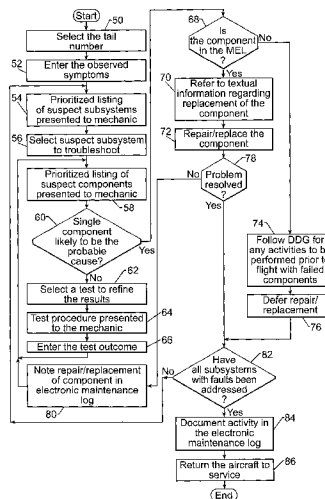 Start
50
Select the tail
number
52
Enter the observed
symptoms
54
Prioritized listing
of suspect subsystems
presented to mechanic
56
Select suspect subsystem
to troubleshoot
Prioritized listing of
suspect components
presented to mechanic
58
60
Single
component
likely to be the
probable
cause?
Yes
No
62
Select a test to refine
the results
64
Test procedure presented
to the mechanic
66
Enter the test outcome
Note repair/replacement
of component in
electronic maintenance
log
80
68
Is
the component
in the MEL
?
No
Yes
70
Refer to textual
information regarding
replacement of the
component
72
Repair/replace the
component
78
Problem
resolved
?
No
Yes
74
Follow DDG for
any activities to be
performed prior to
flight with failed
components
Defer repair/
replacement
76
82
Have
all subsystems
with faults been
addressed
?
No
Yes
84
Document activity in
the electronic
maintenance log
86
Return the aircraft to
service
End